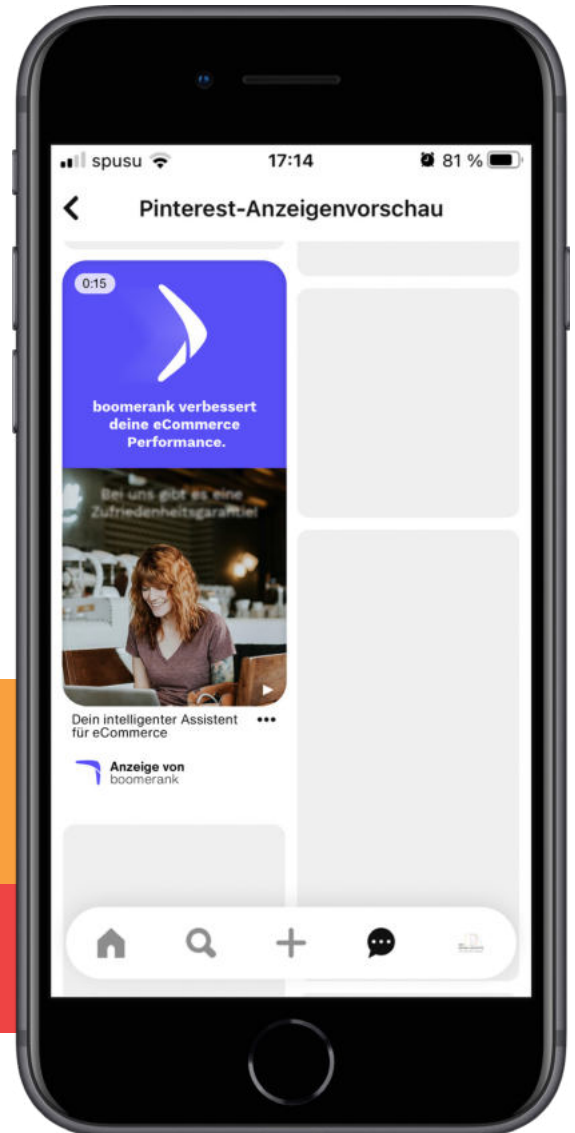 spusu
17:14
81 %
Pinterest-Anzeigenvorschau
0:15
boomerank verbessert
deine eCommerce
Performance.
Bei uns gibt es eine
Zufriedenheitsgarantie!
Dein intelligenter Assistent
für eCommerce
Anzeige von
boomerank